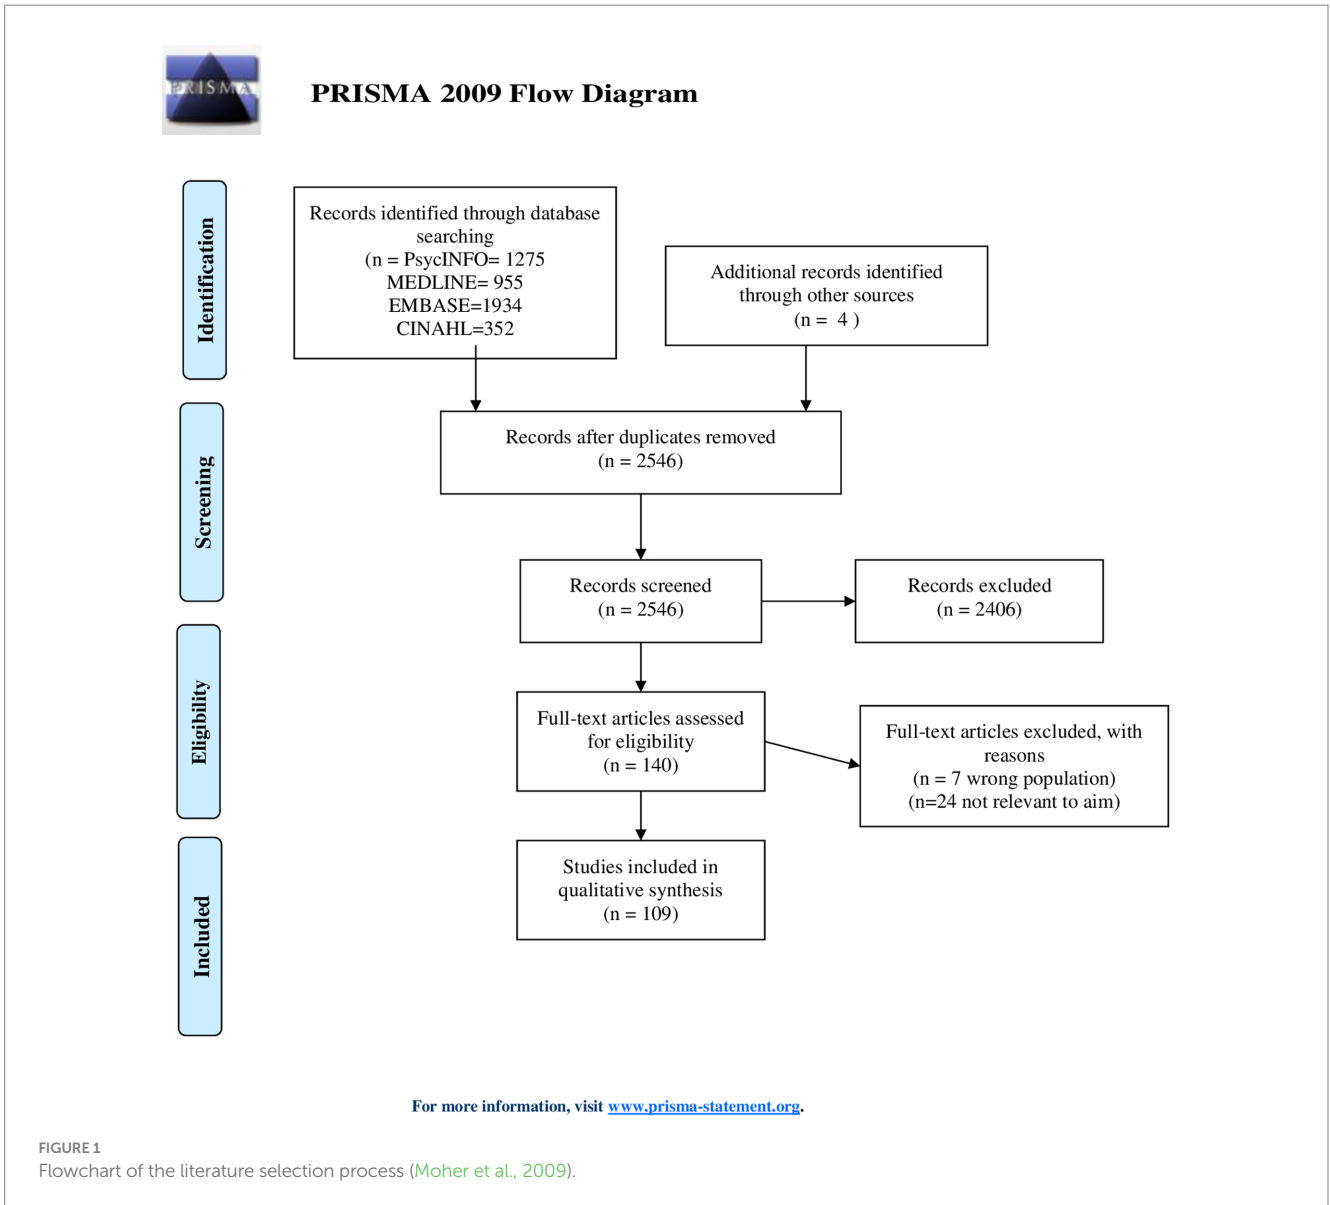 PRISMA
PRISMA 2009 Flow Diagram
Identification
Records identified through database
searching
(n = PsycINFO= 1275
MEDLINE= 955
EMBASE=1934
CINAHL=352
Additional records identified
through other sources
(n =  4 )
Screening
Records after duplicates removed
(n = 2546)
Records screened
(n = 2546)
Records excluded
(n = 2406)
Eligibility
Full-text articles assessed
for eligibility
(n = 140)
Full-text articles excluded, with
reasons
(n = 7 wrong population)
(n=24 not relevant to aim)
Included
Studies included in
qualitative synthesis
(n = 109)
For more information, visit www.prisma-statement.org.
FIGURE 1
Flowchart of the literature selection process (Moher et al., 2009).